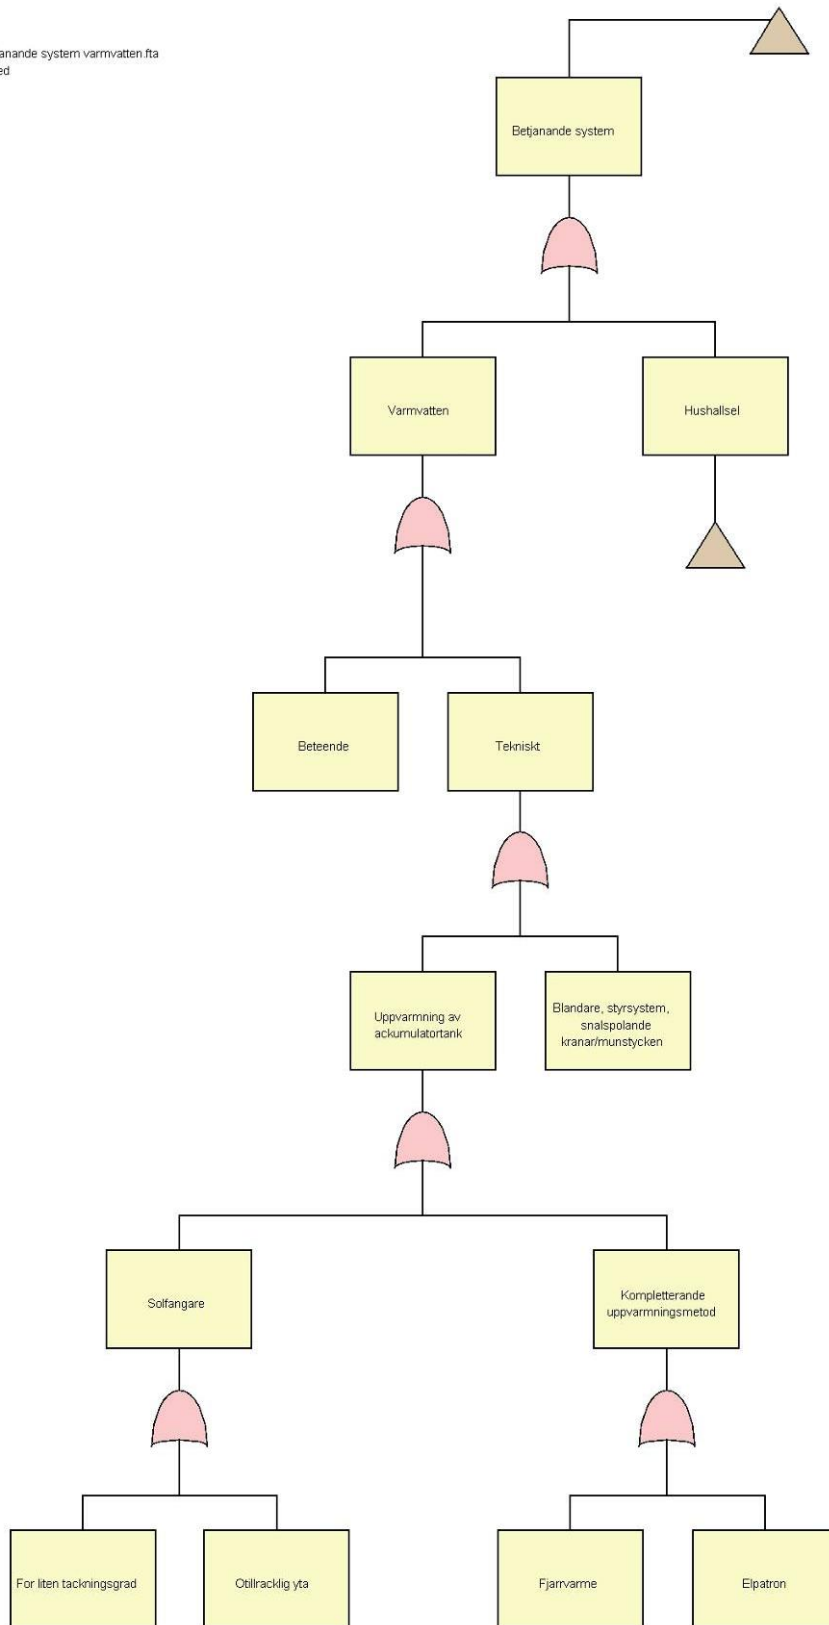 anande system varmvatten.fta
ed
Betjanande system
Varmvatten
Hushallsel
Beteende
Tekniskt
Uppvarmning av
ackumulatortank
Blandare, styrsystem,
snalspolande
kranar/munstycken
Solfangare
Kompletterande
uppvarmningsmetod
For liten tackningsgrad
Otillracklig yta
Fjarrvarme
Elpatron